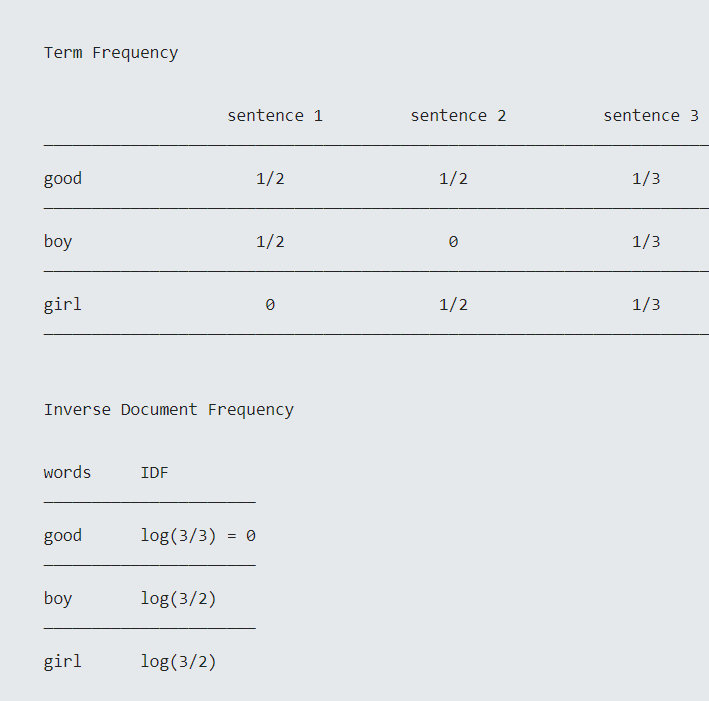 Term Frequency
sentence 1 sentence 2 sentence 3
good 1/2 1/2 1/3
boy 1/2 0 1/3
girl 0 1/2 1/3
Inverse Document Frequency
words IDF
good log(3/3) = 0
boy log(3/2)
girl log(3/2)